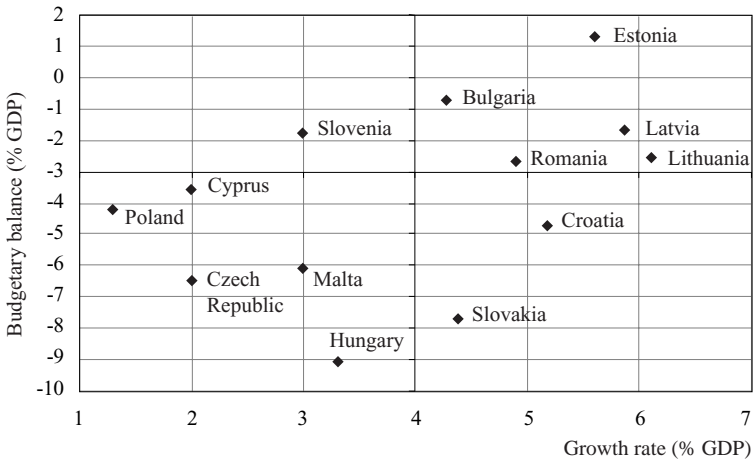 Budgetary balance (% GDP)
2
1
0
-1
-2
-3
-4
-5
-6
-7
-8
-9
-10
Estonia
Bulgaria
Slovenia
Latvia
Romania
Lithuania
Cyprus
Poland
Croatia
Czech
Republic
Malta
Slovakia
Hungary
1
2
3
4
5
6
7
Growth rate (% GDP)